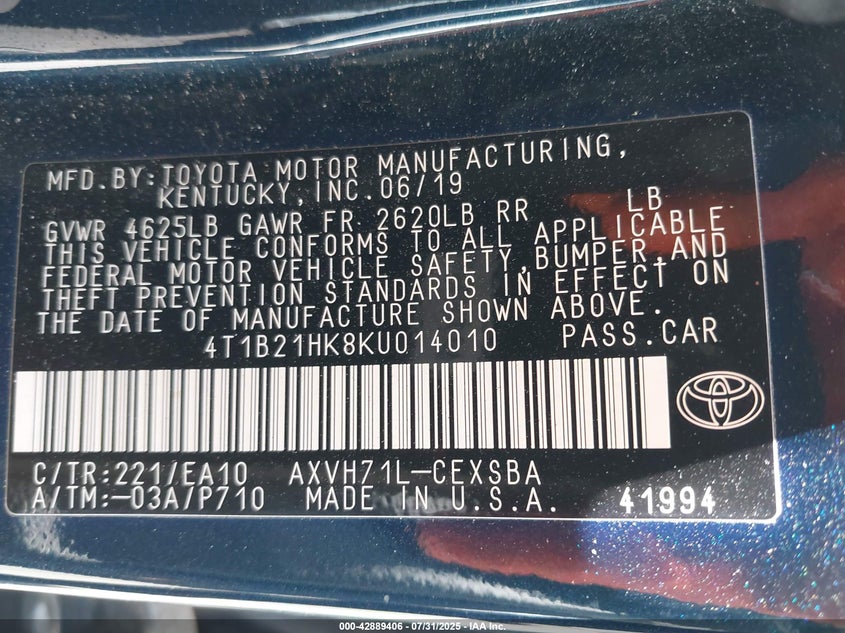 MFD.BY:TOYOTA MOTOR MANUFACTURING,
KENTUCKY,INC.06/19
GVWR 4625LB GAWR FR 2620LB RR LB
THIS VEHICLE CONFORMS TO ALL APPLICABLE
FEDERAL MOTOR VEHICLE SAFETY,BUMPER,AND
THEFT PREVENTION STANDARDS IN EFFECT ON
THE DATE OF MANUFACTURE SHOWN ABOVE.
4T1B21HK8KU014010 PASS.CAR
C/TR:221/EA10 AXVH71L-CEXSBA
A/TM:-03A/P710 MADE IN U.S.A. 41994
000-42889406 - 07/31/2025 - IAA Inc.